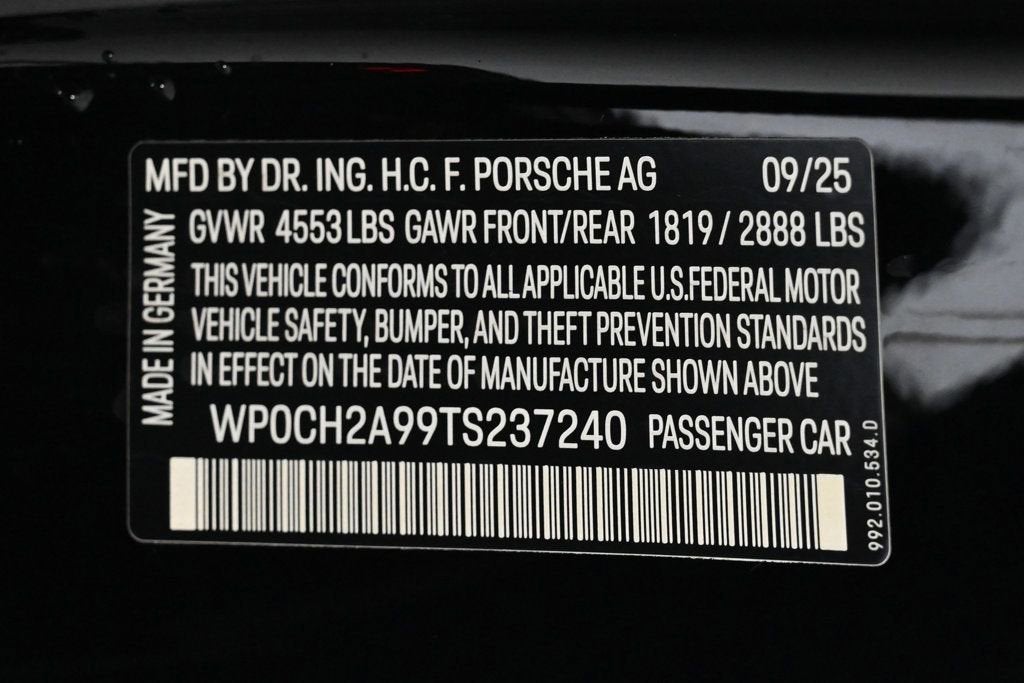 MFD BY DR. ING. H.C. F. PORSCHE AG 09/25
GVWR 4553 LBS GAWR FRONT/REAR 1819 / 2888 LBS
THIS VEHICLE CONFORMS TO ALL APPLICABLE U.S.FEDERAL MOTOR
VEHICLE SAFETY, BUMPER, AND THEFT PREVENTION STANDARDS
IN EFFECT ON THE DATE OF MANUFACTURE SHOWN ABOVE
WP0CH2A99TS237240 PASSENGER CAR
MADE IN GERMANY
992.010.534.D